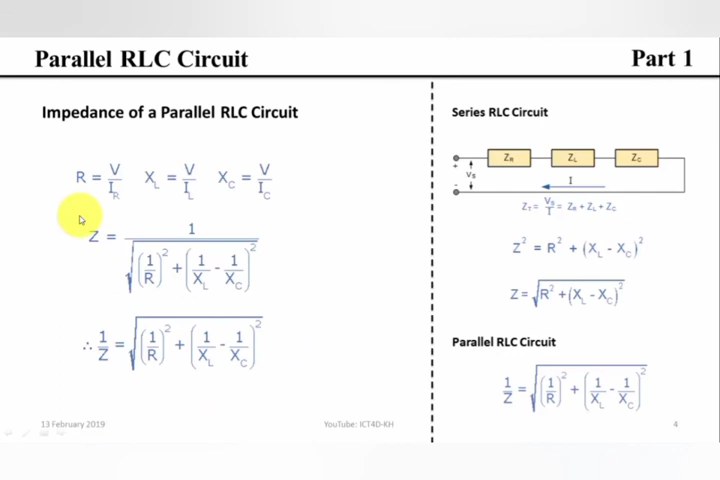 Parallel RLC Circuit
Part 1
Impedance of a Parallel RLC Circuit
R = V/I_R X_L = V/I_L X_C = V/I_C
Z = 1/√((1/R)² + (1/X_L - 1/X_C)²)
∴ 1/Z = √((1/R)² + (1/X_L - 1/X_C)²)
Series RLC Circuit
Z_R Z_L Z_C
+
V_S
-
I
Z_T = V_S/I = Z_R + Z_L + Z_C
Z² = R² + (X_L - X_C)²
Z = √(R² + (X_L - X_C)²)
Parallel RLC Circuit
1/Z = √((1/R)² + (1/X_L - 1/X_C)²)
13 February 2019
YouTube: ICT4D-KH
4